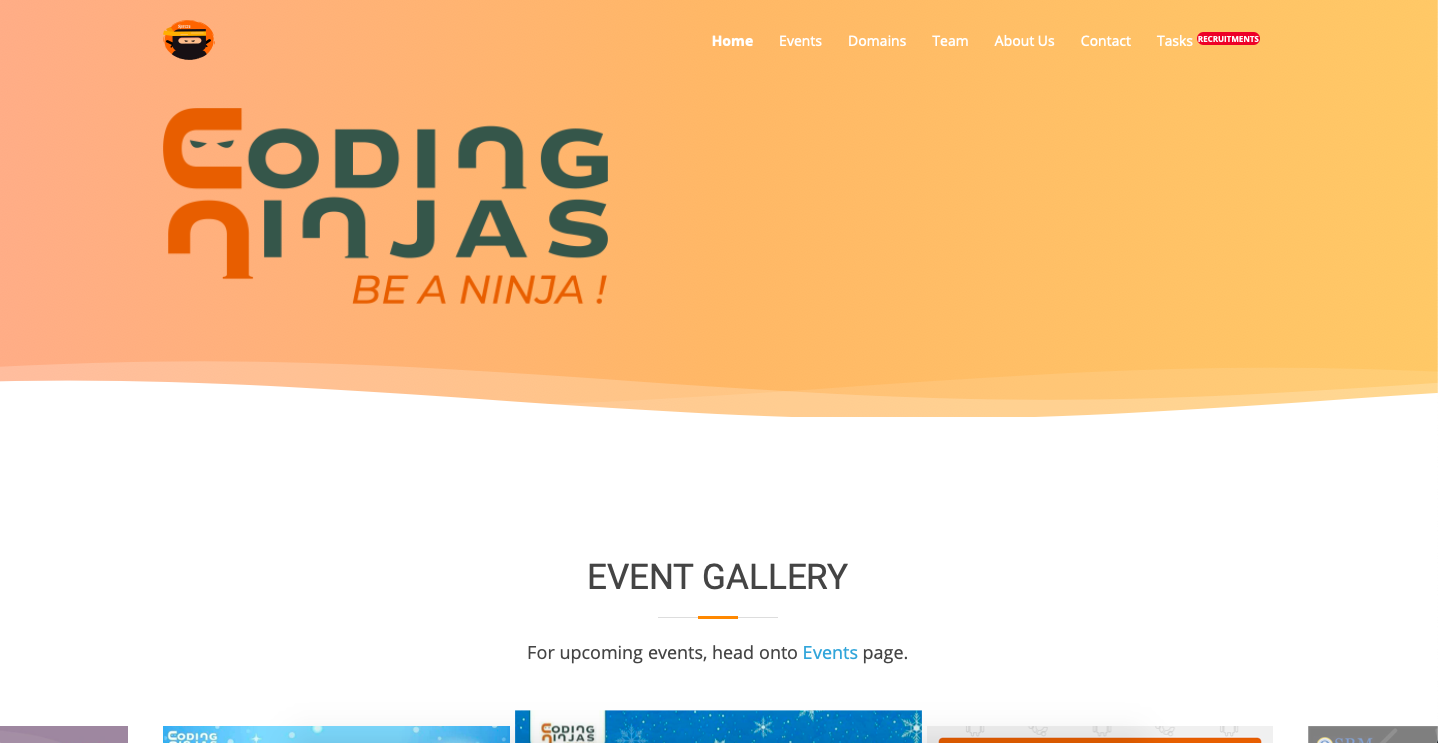 Home Events Domains Team About Us Contact Tasks RECRUITMENTS
CODING
NINJAS
BE A NINJA !
EVENT GALLERY
For upcoming events, head onto Events page.
CODING
NINJAS
CODING
NINJAS
SRM